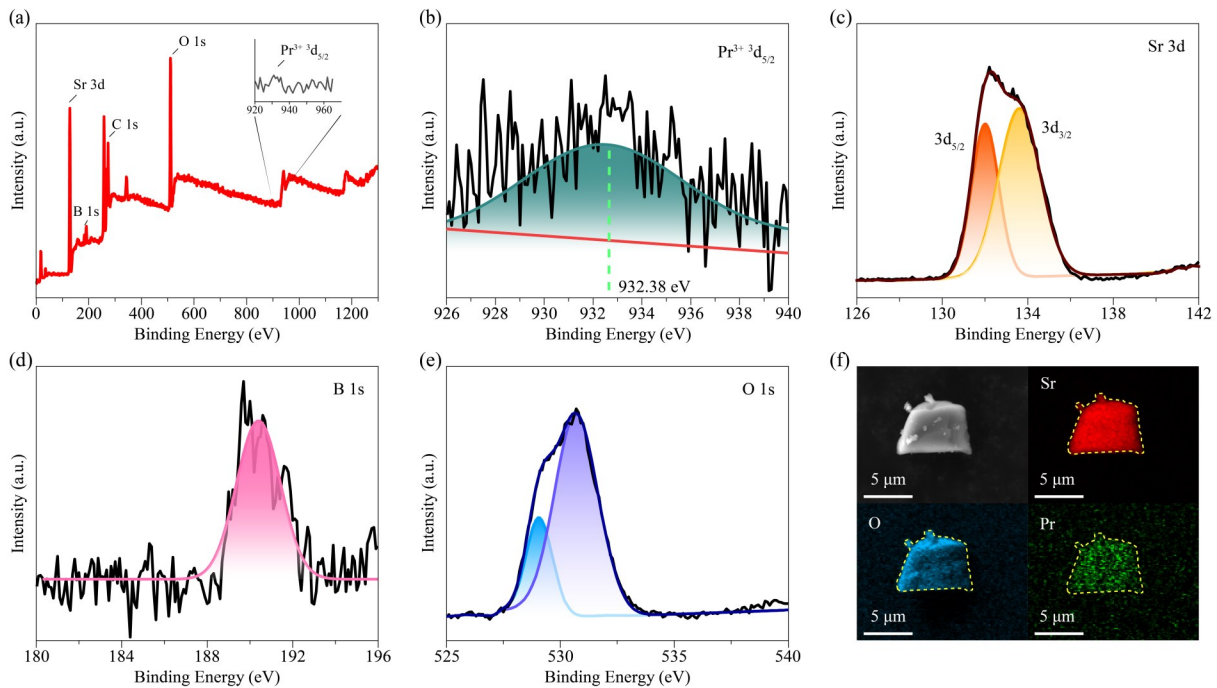 (a)
O 1s
Pr³⁺ ³d₅/₂
920 940 960
Sr 3d
C 1s
B 1s
Intensity (a.u.)
0 200 400 600 800 1000 1200
Binding Energy (eV)
(b)
Pr³⁺ ³d₅/₂
932.38 eV
Intensity (a.u.)
926 928 930 932 934 936 938 940
Binding Energy (eV)
(c)
Sr 3d
3d₅/₂
3d₃/₂
Intensity (a.u.)
126 128 130 132 134 136 138 140 142
Binding Energy (eV)
(d)
B 1s
Intensity (a.u.)
180 184 188 192 196
Binding Energy (eV)
(e)
O 1s
Intensity (a.u.)
525 530 535 540
Binding Energy (eV)
(f)
5 μm
Sr
5 μm
O
5 μm
Pr
5 μm